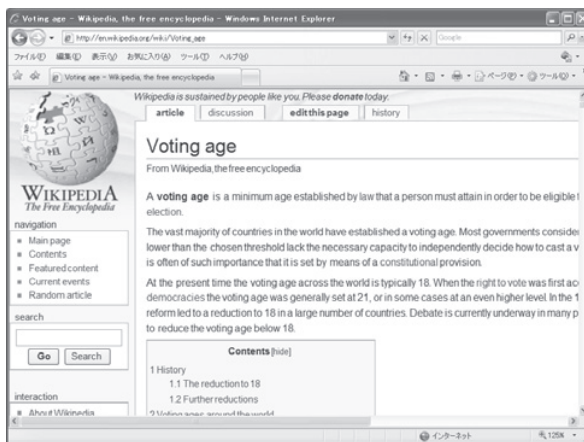 Voting age - Wikipedia, the free encyclopedia - Windows Internet Explorer
http://en.wikipedia.org/wiki/Voting_age
Google
ファイル(F) 編集(E) 表示(V) お気に入り(A) ツール(T) ヘルプ(H)
Voting age - Wikipedia, the free encyclopedia
ページ(P) ツール(O)
Wikipedia is sustained by people like you. Please donate today.
article discussion edit this page history
WIKIPEDIA
The Free Encyclopedia
Voting age
From Wikipedia, the free encyclopedia
A voting age is a minimum age established by law that a person must attain in order to be eligible t
election.
The vast majority of countries in the world have established a voting age. Most governments consider
lower than the chosen threshold lack the necessary capacity to independently decide how to cast a v
is often of such importance that it is set by means of a constitutional provision.
At the present time the voting age across the world is typically 18. When the right to vote was first acc
democracies the voting age was generally set at 21, or in some cases at an even higher level. In the 1
reform led to a reduction to 18 in a large number of countries. Debate is currently underway in many p
to reduce the voting age below 18.
Contents [hide]
1 History
1.1 The reduction to 18
1.2 Further reductions
2 Voting ages around the world
navigation
Main page
Contents
Featured content
Current events
Random article
search
Go Search
interaction
About Wikipedia
インターネット
125%